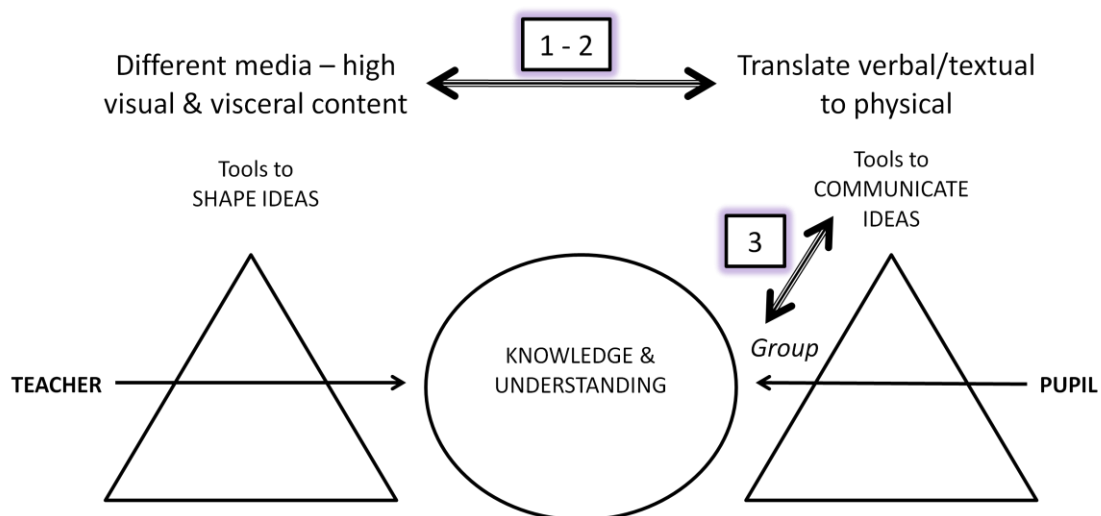 1 - 2
Different media – high
visual & visceral content
Translate verbal/textual
to physical
Tools to
SHAPE IDEAS
Tools to
COMMUNICATE
IDEAS
3
Group
KNOWLEDGE &
UNDERSTANDING
TEACHER
PUPIL